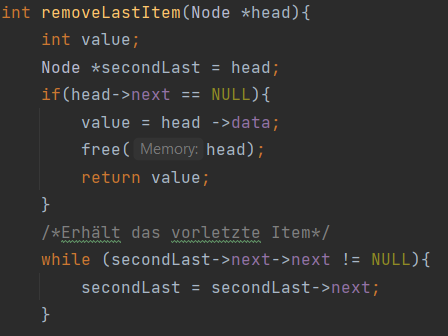 int removeLastItem(Node *head){
int value;
Node *secondLast = head;
if(head->next == NULL){
value = head ->data;
free( Memory: head);
return value;
}
/*Erhält das vorletzte Item*/
while (secondLast->next->next != NULL){
secondLast = secondLast->next;
}